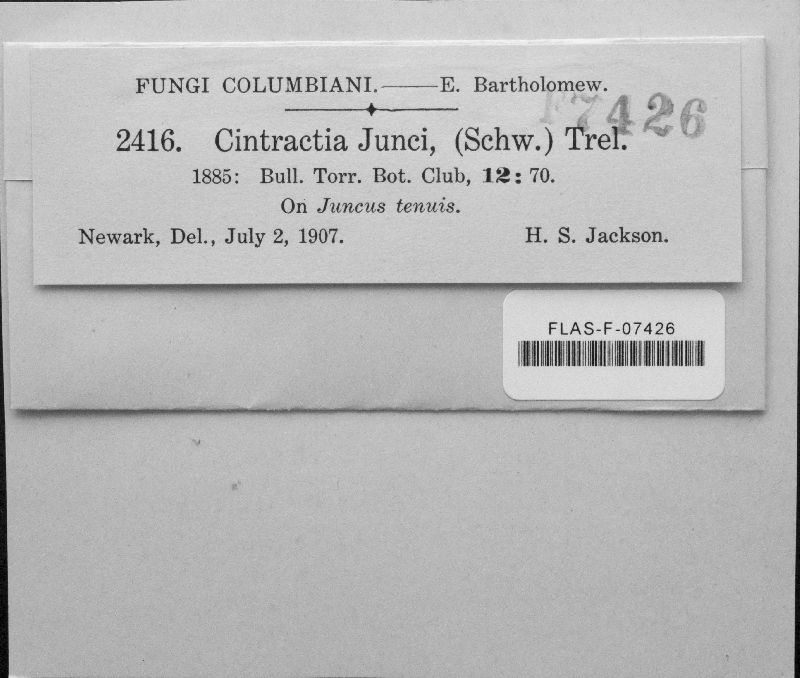 FUNGI COLUMBIANI.——E. Bartholomew.
F7426
2416. Cintractia Junci, (Schw.) Trel.
1885: Bull. Torr. Bot. Club, 12: 70.
On Juncus tenuis.
Newark, Del., July 2, 1907. H. S. Jackson.
FLAS-F-07426